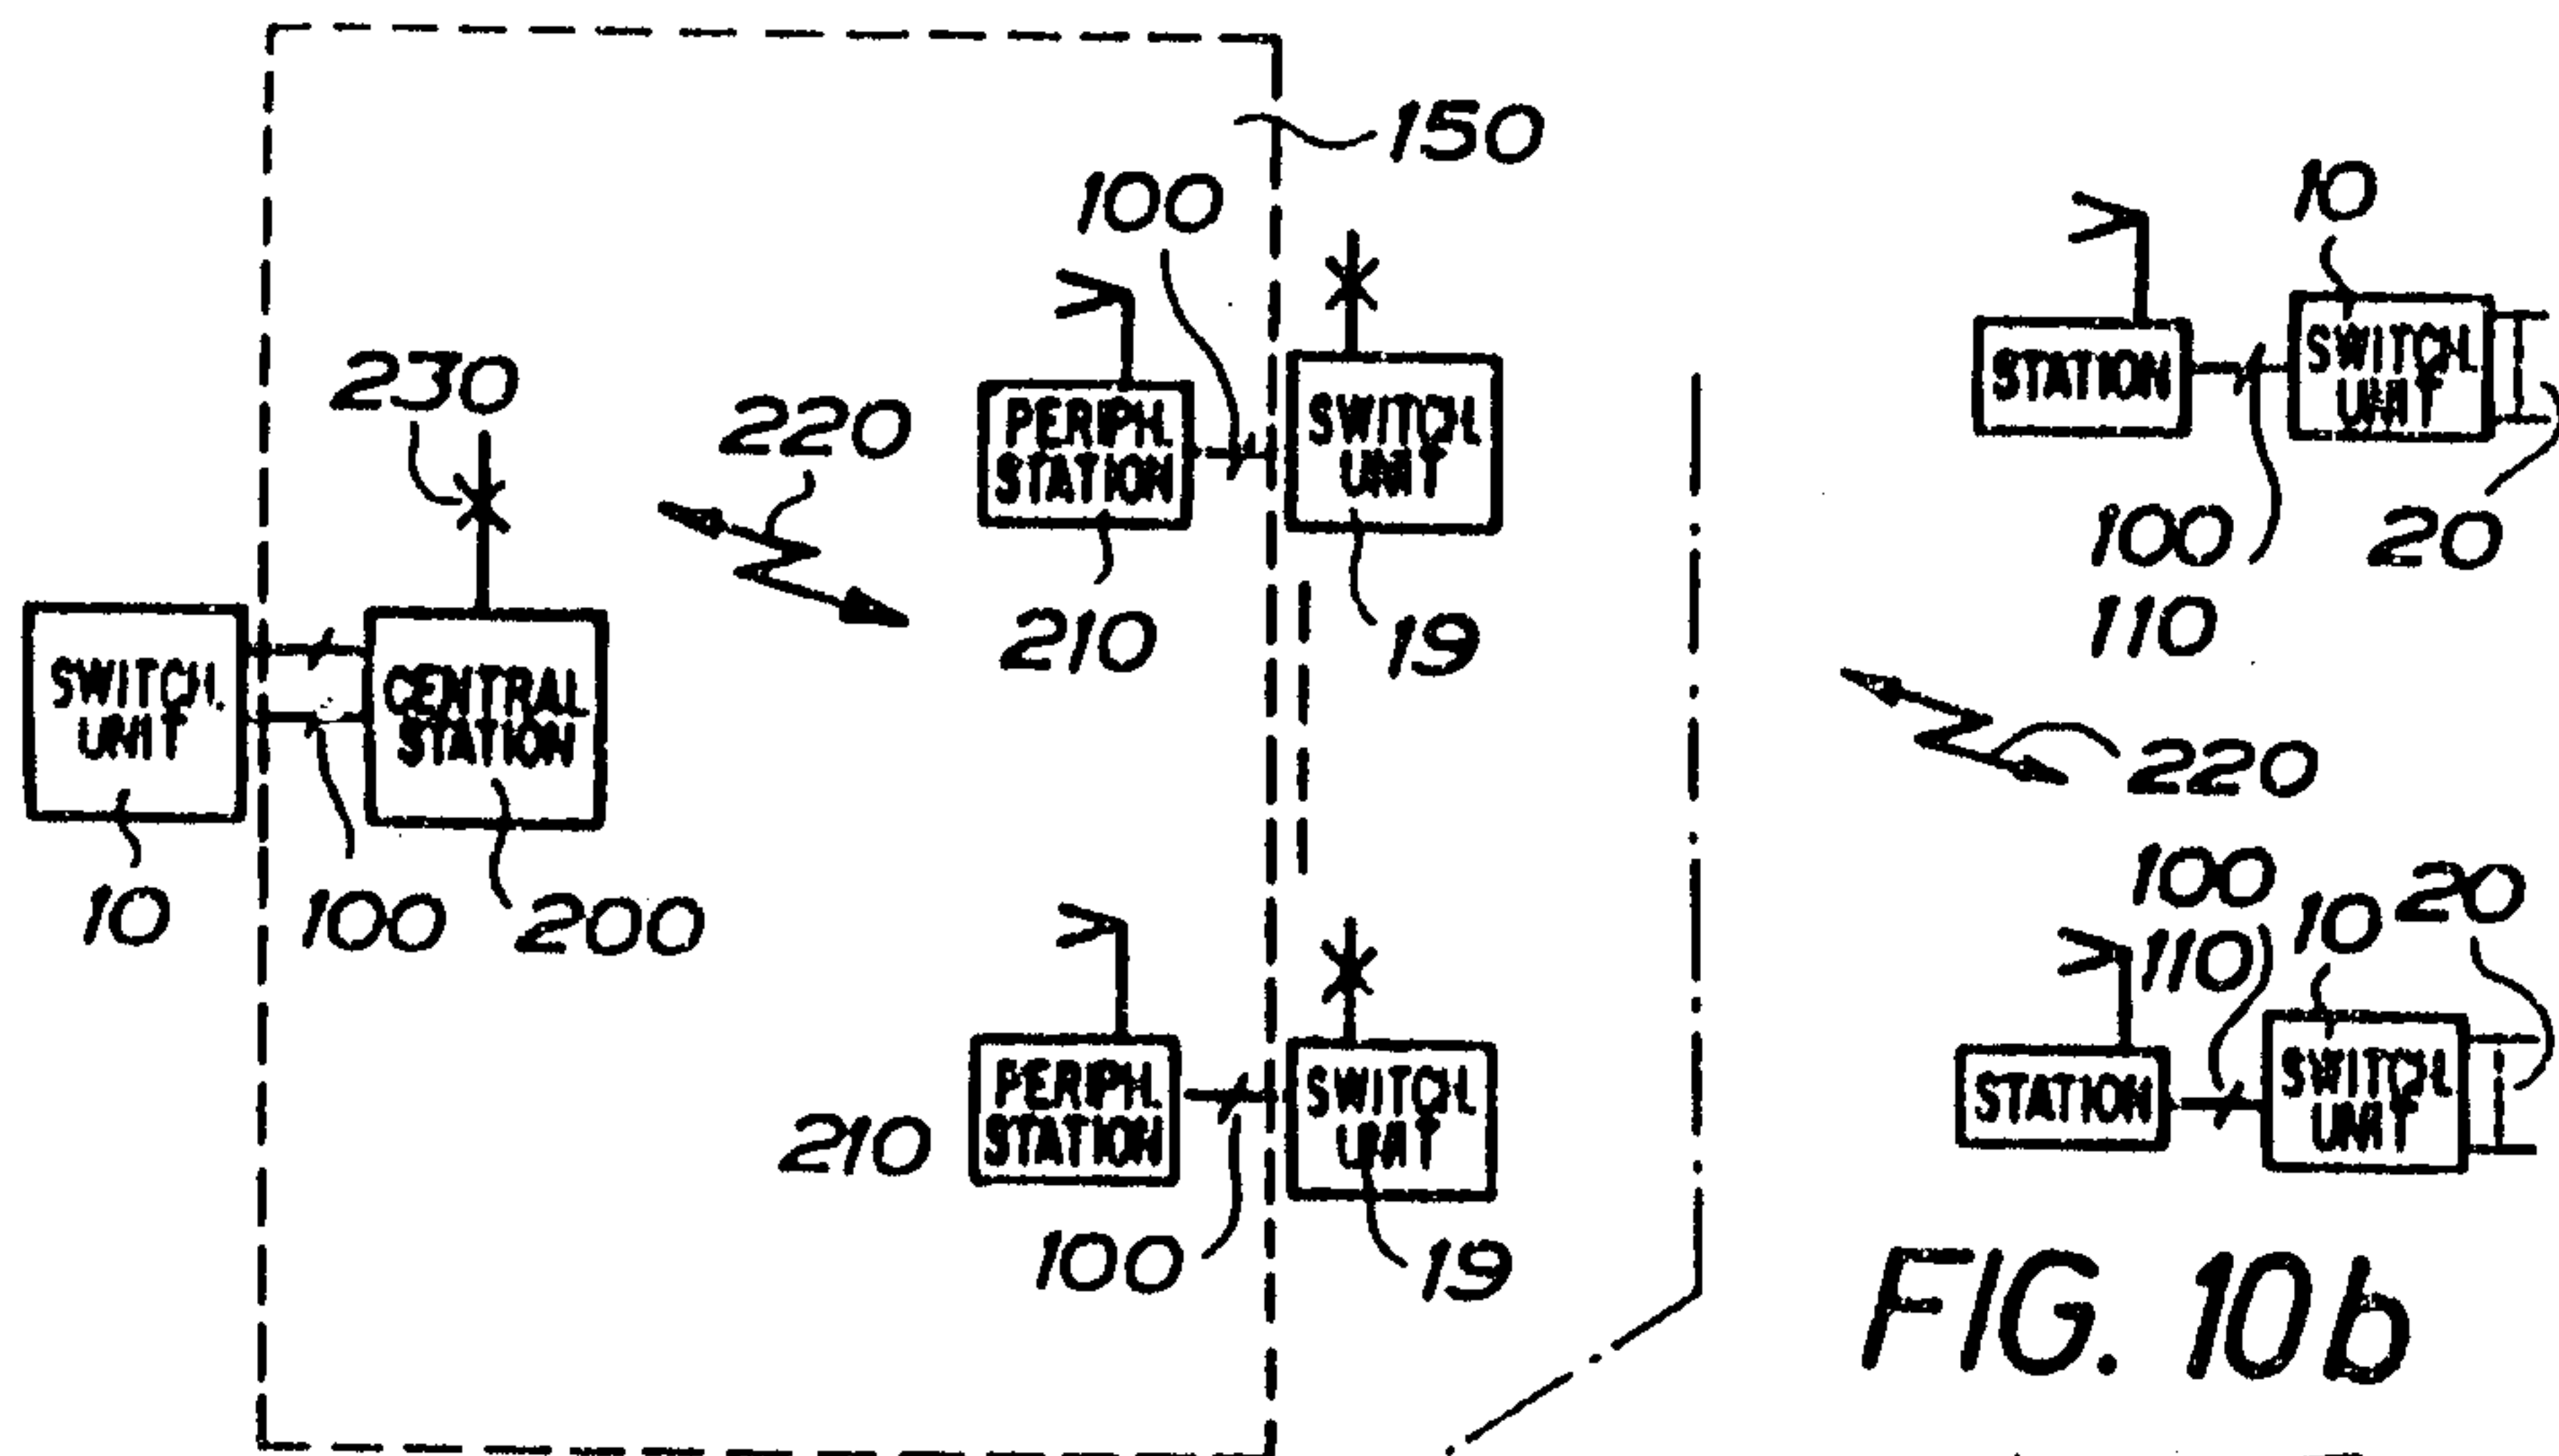 150
100
10
230
220
PERIPH.
STATION
SWITCH.
UNIT
STATION
SWITCH.
UNIT
100
110
20
210
19
SWITCH.
UNIT
CENTRAL
STATION
220
10
100
200
100
110
10
20
PERIPH.
STATION
SWITCH.
UNIT
STATION
SWITCH.
UNIT
210
100
19
FIG. 10b